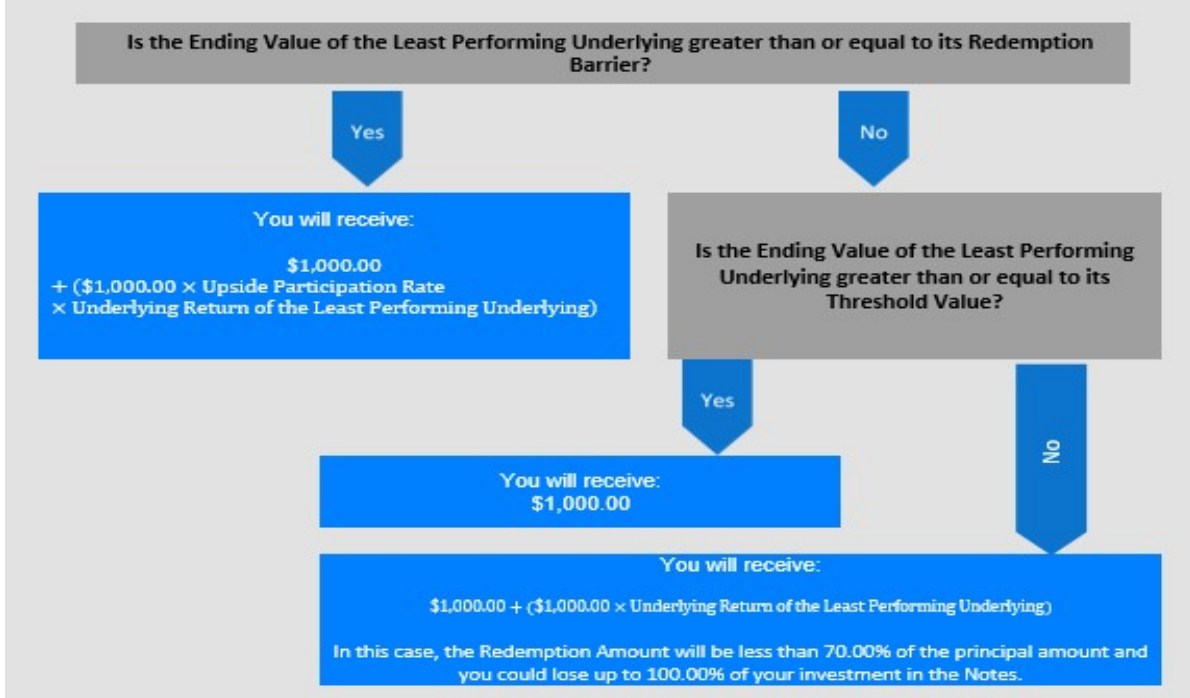 Is the Ending Value of the Least Performing Underlying greater than or equal to its Redemption
Barrier?
Yes
No
You will receive:
$1,000.00
+ ($1,000.00 × Upside Participation Rate
× Underlying Return of the Least Performing Underlying)
Is the Ending Value of the Least Performing
Underlying greater than or equal to its
Threshold Value?
Yes
No
You will receive:
$1,000.00
You will receive:
$1,000.00 + ($1,000.00 × Underlying Return of the Least Performing Underlying)
In this case, the Redemption Amount will be less than 70.00% of the principal amount and
you could lose up to 100.00% of your investment in the Notes.